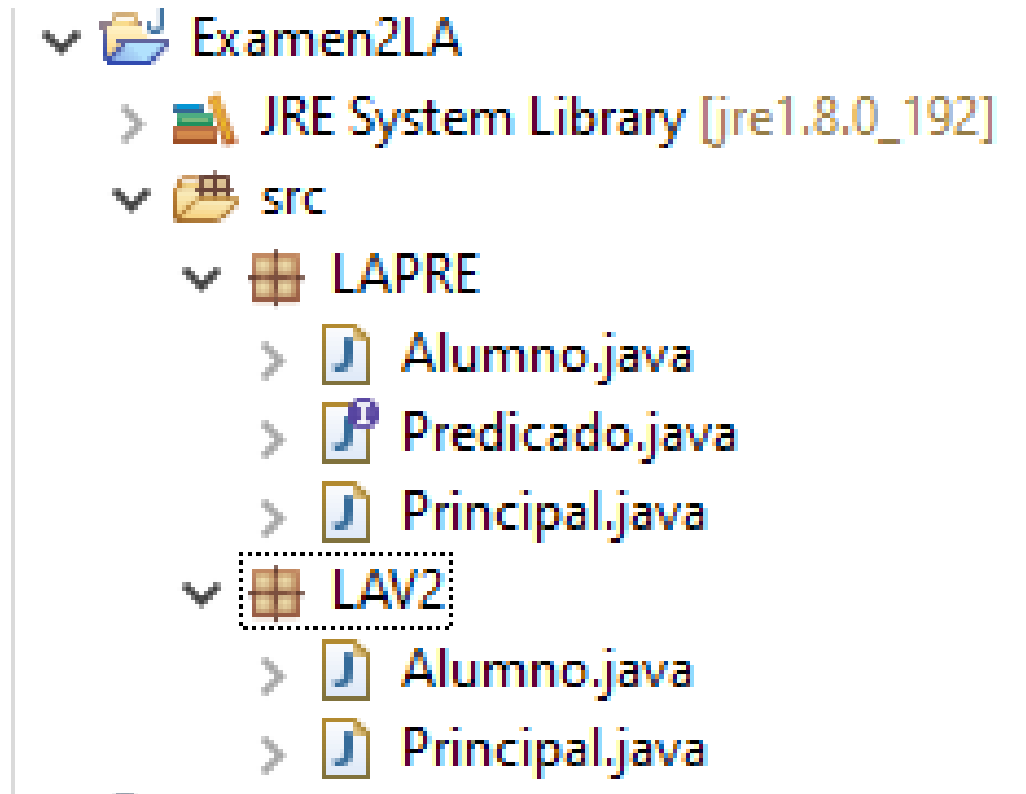 Examen2LA
JRE System Library [jre1.8.0_192]
src
LAPRE
Alumno.java
Predicado.java
Principal.java
LAV2
Alumno.java
Principal.java